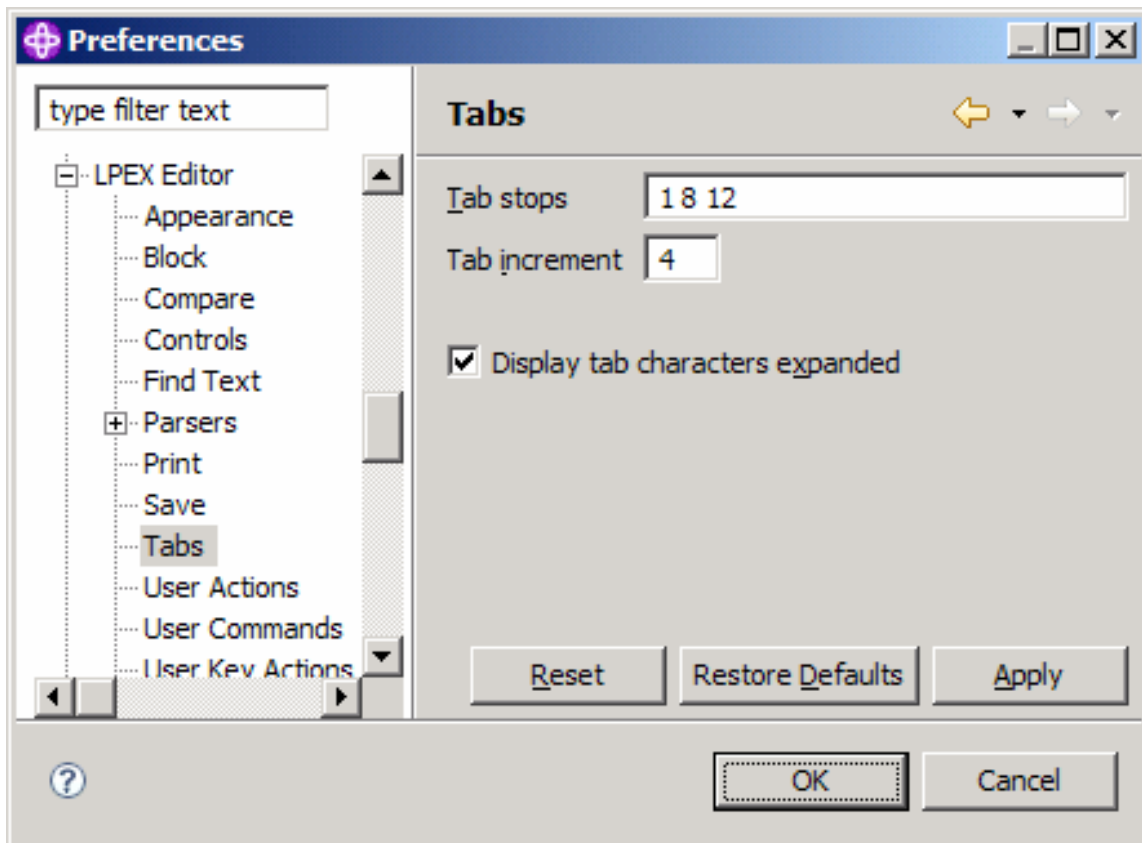 Preferences
type filter text
LPEX Editor
Appearance
Block
Compare
Controls
Find Text
Parsers
Print
Save
Tabs
User Actions
User Commands
User Key Actions
Tabs
Tab stops 1 8 12
Tab increment 4
Display tab characters expanded
Reset Restore Defaults Apply
? OK Cancel